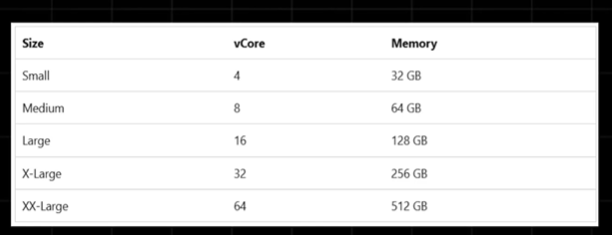 Size vCore Memory
Small 4 32 GB
Medium 8 64 GB
Large 16 128 GB
X-Large 32 256 GB
XX-Large 64 512 GB